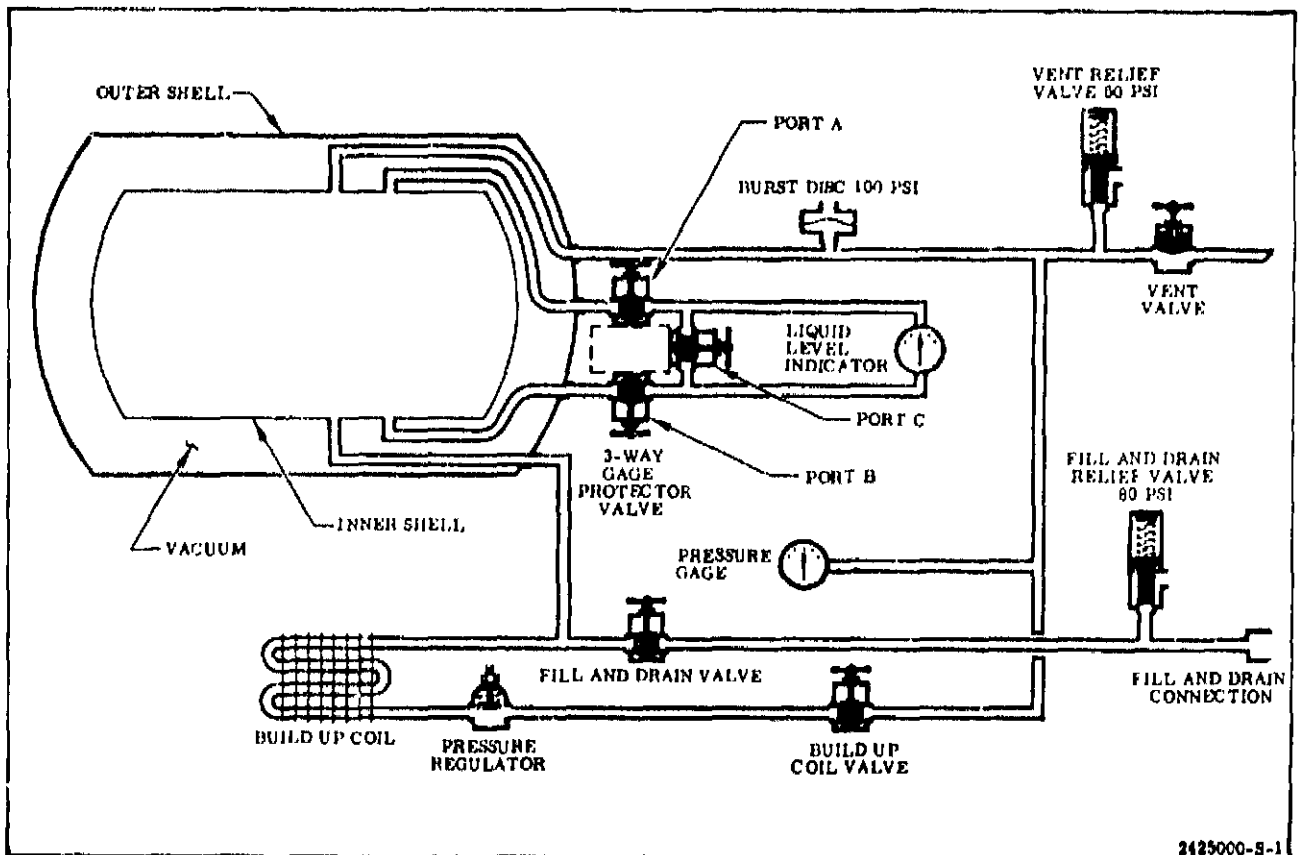 OUTER SHELL
VENT RELIEF
VALVE PSI
PORT A
BURST DISC 100 PSI
VENT
VALVE
LIQUID
LEVEL
INDICATOR
PORT C
3-WAY
GAGE
PROTECTOR
VALVE
PORT B
FILL AND DRAIN
RELIEF VALVE
80 PSI
INNER SHELL
VACUUM
PRESSURE
GAGE
FILL AND DRAIN VALVE
FILL AND DRAIN
CONNECTION
BUILD UP COIL
PRESSURE
REGULATOR
BUILD UP
COIL VALVE
2425000-S-1